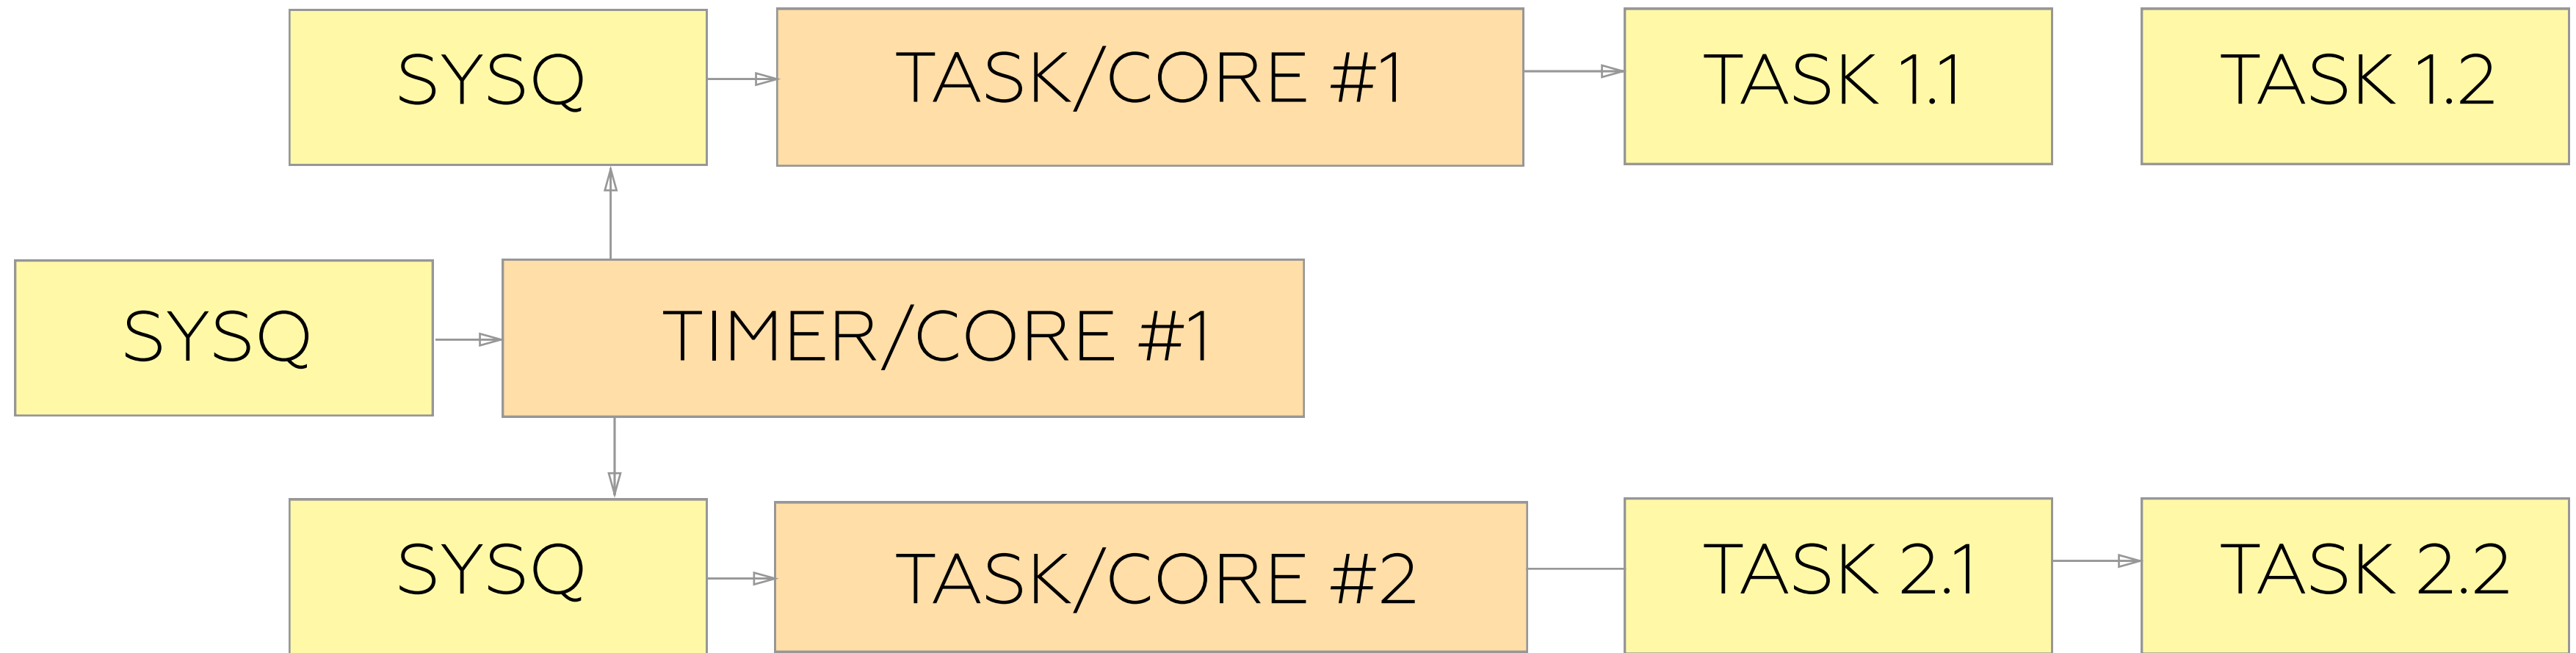 SYSQ
TASK/CORE #1
TASK 1.1
TASK 1.2
SYSQ
TIMER/CORE #1
SYSQ
TASK/CORE #2
TASK 2.1
TASK 2.2